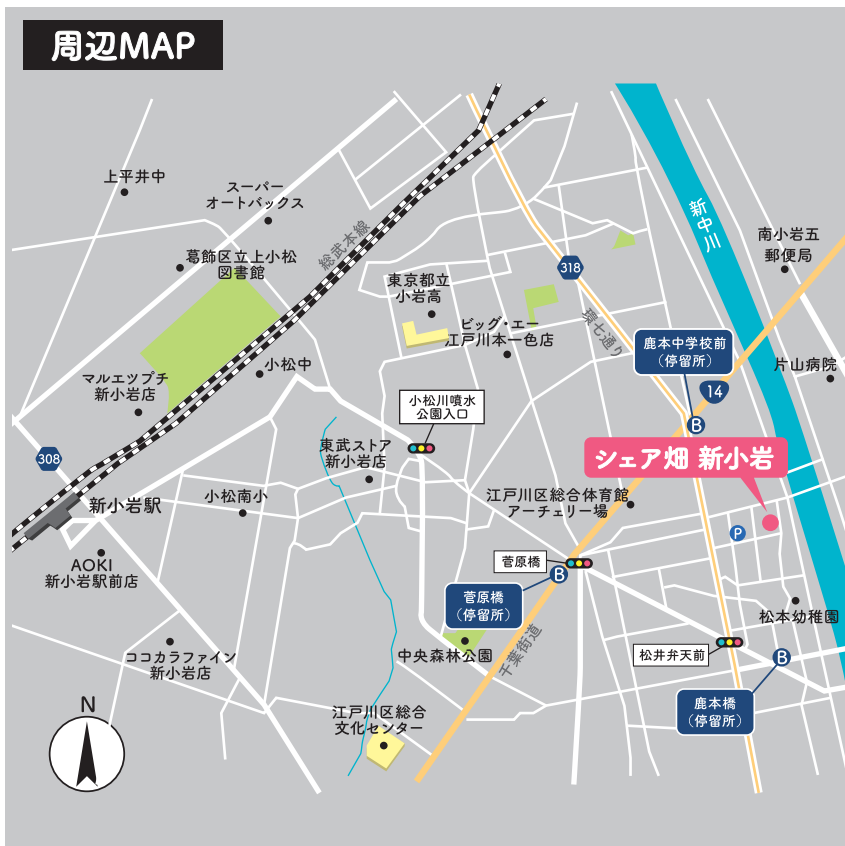 周辺MAP
上平井中
スーパー
オートバックス
総武本線
新中川
南小岩五
郵便局
葛飾区立上小松
図書館
318
東京都立
小岩高
環七通り
ビッグ・エー
江戸川本一色店
鹿本中学校前
（停留所）
小松中
マルエツプチ
新小岩店
片山病院
14
小松川噴水
公園入口
B
308
東武ストア
新小岩店
シェア畑 新小岩
新小岩駅
小松南小
江戸川区総合体育館
アーチェリー場
P
AOKI
新小岩駅前店
菅原橋
B
菅原橋
（停留所）
松本幼稚園
千葉街道
ココカラファイン
新小岩店
中央森林公園
松井弁天前
B
鹿本橋
（停留所）
N
江戸川区総合
文化センター